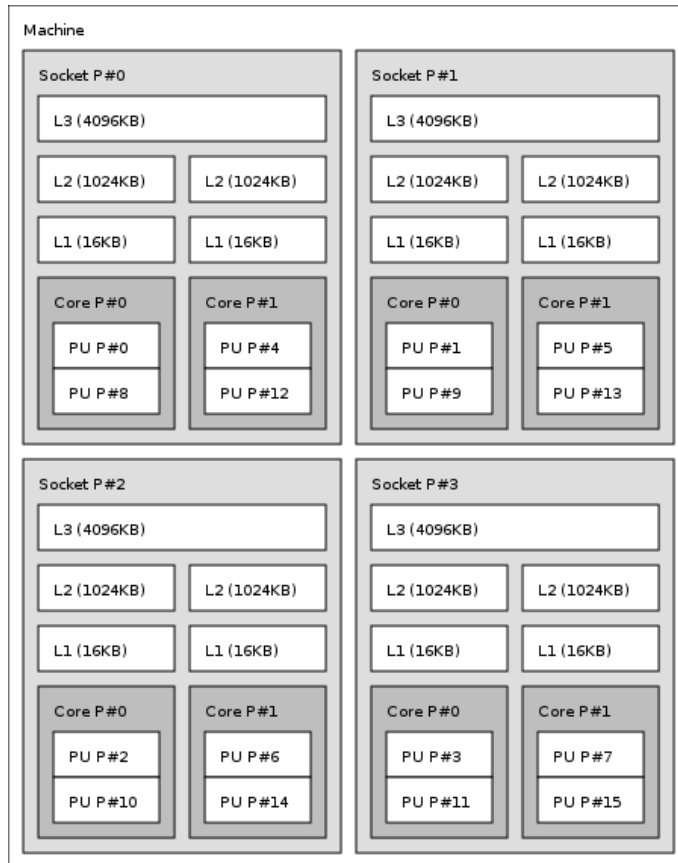 Machine
Socket P#0
L3 (4096KB)
L2 (1024KB) L2 (1024KB)
L1 (16KB) L1 (16KB)
Core P#0 Core P#1
PU P#0 PU P#4
PU P#8 PU P#12
Socket P#1
L3 (4096KB)
L2 (1024KB) L2 (1024KB)
L1 (16KB) L1 (16KB)
Core P#0 Core P#1
PU P#1 PU P#5
PU P#9 PU P#13
Socket P#2
L3 (4096KB)
L2 (1024KB) L2 (1024KB)
L1 (16KB) L1 (16KB)
Core P#0 Core P#1
PU P#2 PU P#6
PU P#10 PU P#14
Socket P#3
L3 (4096KB)
L2 (1024KB) L2 (1024KB)
L1 (16KB) L1 (16KB)
Core P#0 Core P#1
PU P#3 PU P#7
PU P#11 PU P#15